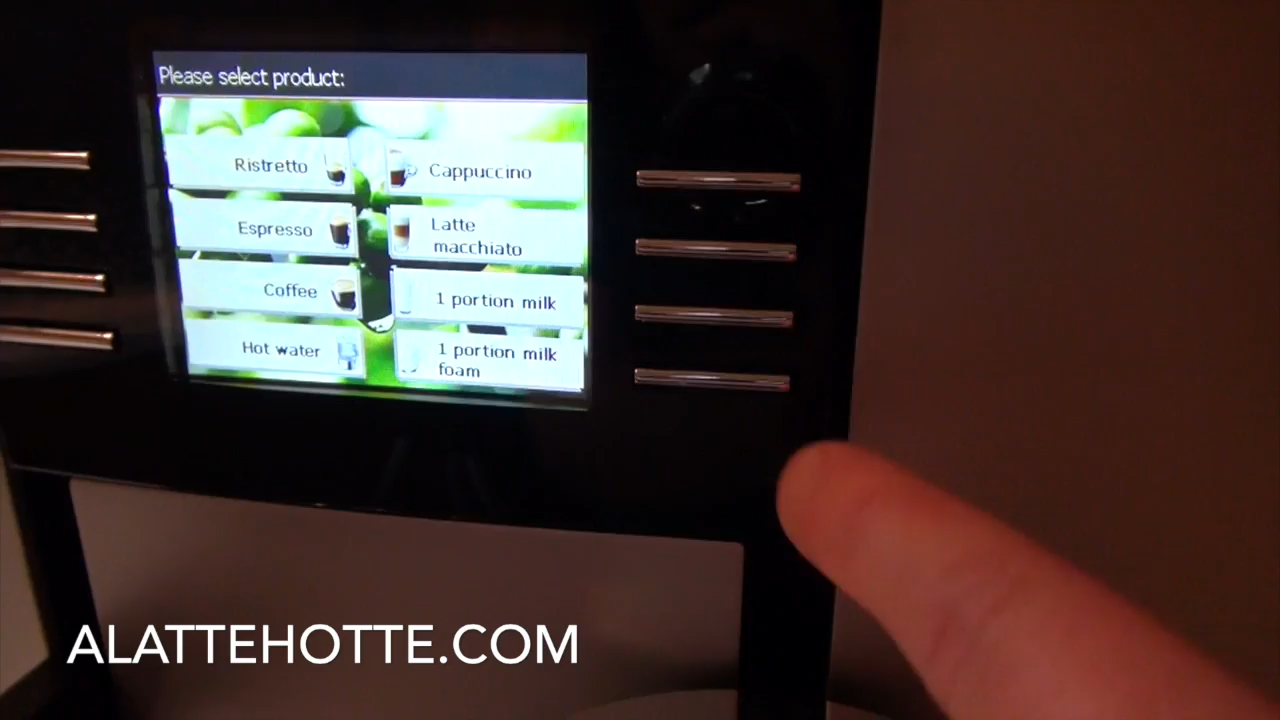 Please select product:
Ristretto
Cappuccino
Espresso
Latte
macchiato
Coffee
1 portion milk
Hot water
1 portion milk
foam
ALATTEHOTTE.COM